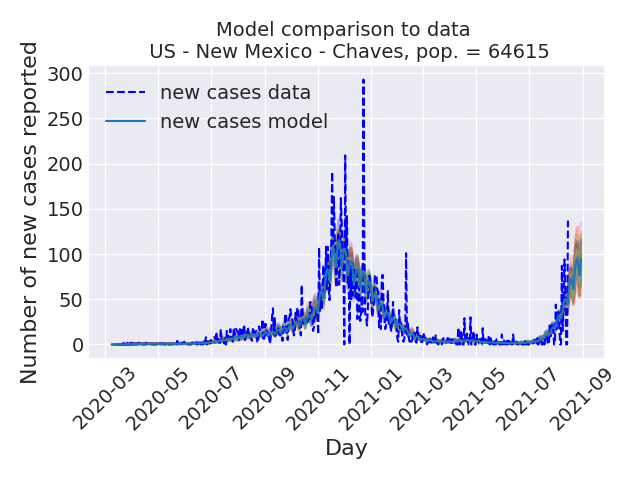 Model comparison to data
US - New Mexico - Chaves, pop. = 64615
Number of new cases reported
300
250
200
150
100
50
0
new cases data
new cases model
2020-03
2020-05
2020-07
2020-09
2020-11
2021-01
2021-03
2021-05
2021-07
2021-09
Day